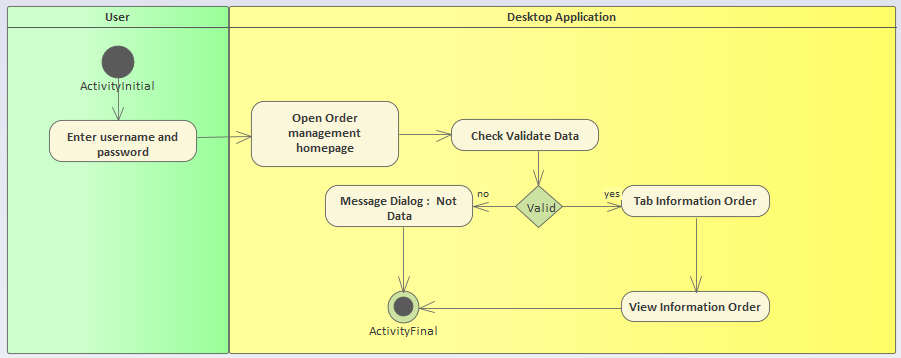 User
Desktop Application
ActivityInitial
Enter username and
password
Open Order
management
homepage
Check Validate Data
no
yes
Message Dialog : Not
Data
Valid
Tab Information Order
View Information Order
ActivityFinal